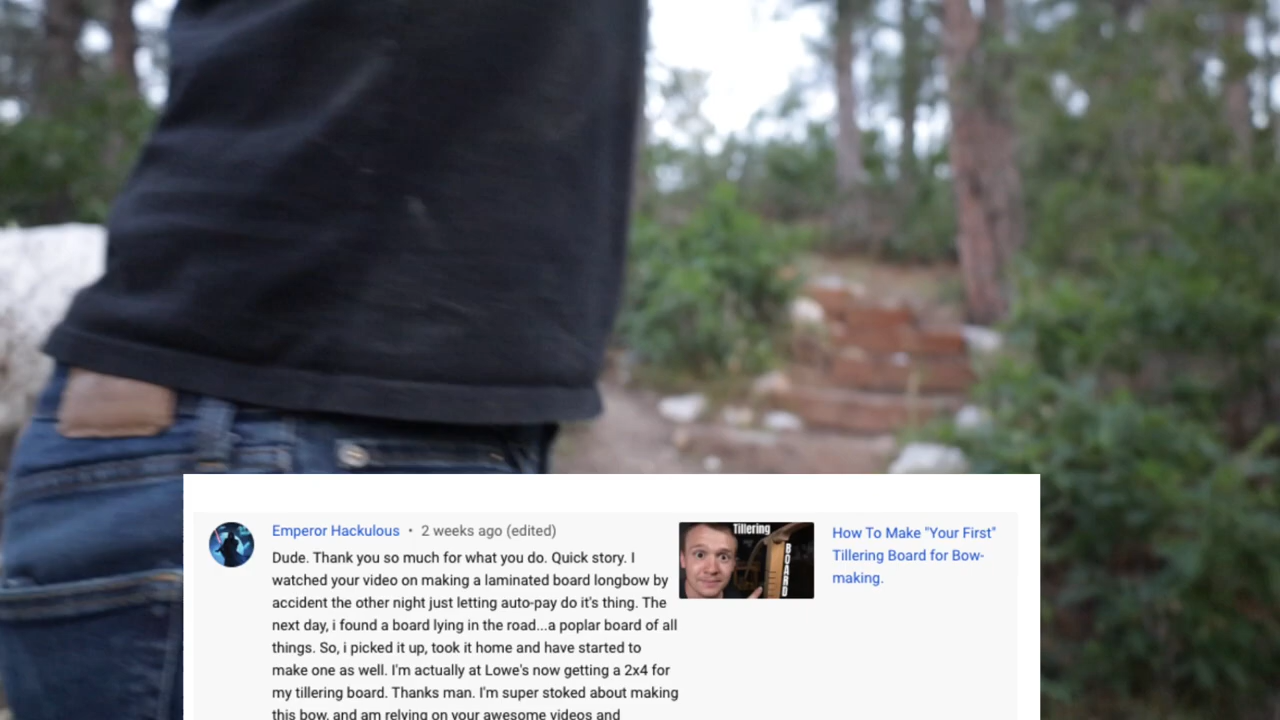 Emperor Hackulous • 2 weeks ago (edited)
Dude. Thank you so much for what you do. Quick story. I
watched your video on making a laminated board longbow by
accident the other night just letting auto-pay do it's thing. The
next day, i found a board lying in the road...a poplar board of all
things. So, i picked it up, took it home and have started to
make one as well. I'm actually at Lowe's now getting a 2x4 for
my tillering board. Thanks man. I'm super stoked about making
this bow, and am relying on your awesome videos and
Tillering
BOARD
How To Make "Your First"
Tillering Board for Bow-
making.